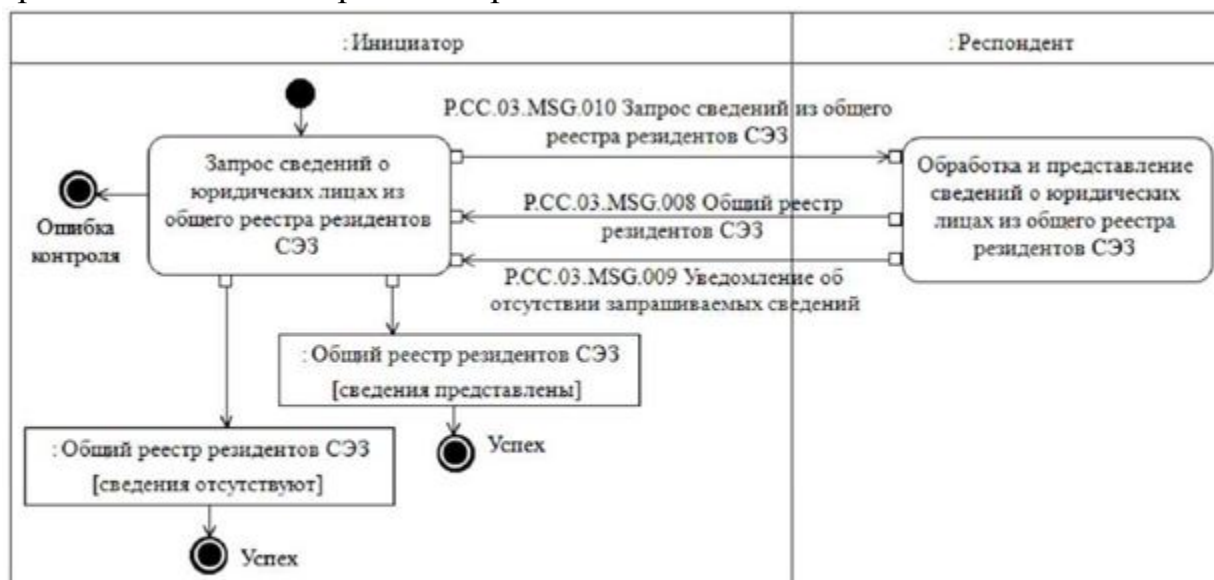 : Инициатор
: Респондент
P.CC.03.MSG.010 Запрос сведений из общего
реестра резидентов СЭЗ
Запрос сведений о
юридичеких лицах из
общего реестра резидентов
СЭЗ
Обработка и представление
сведений о юридических
лицах из общего реестра
резидентов СЭЗ
Ошибка
контроля
P.CC.03.MSG.008 Общий реестр
резидентов СЭЗ
P.CC.03.MSG.009 Уведомление об
отсутствии запрашиваемых сведений
: Общий реестр резидентов СЭЗ
[сведения представлены]
Успех
: Общий реестр резидентов СЭЗ
[сведения отсутствуют]
Успех